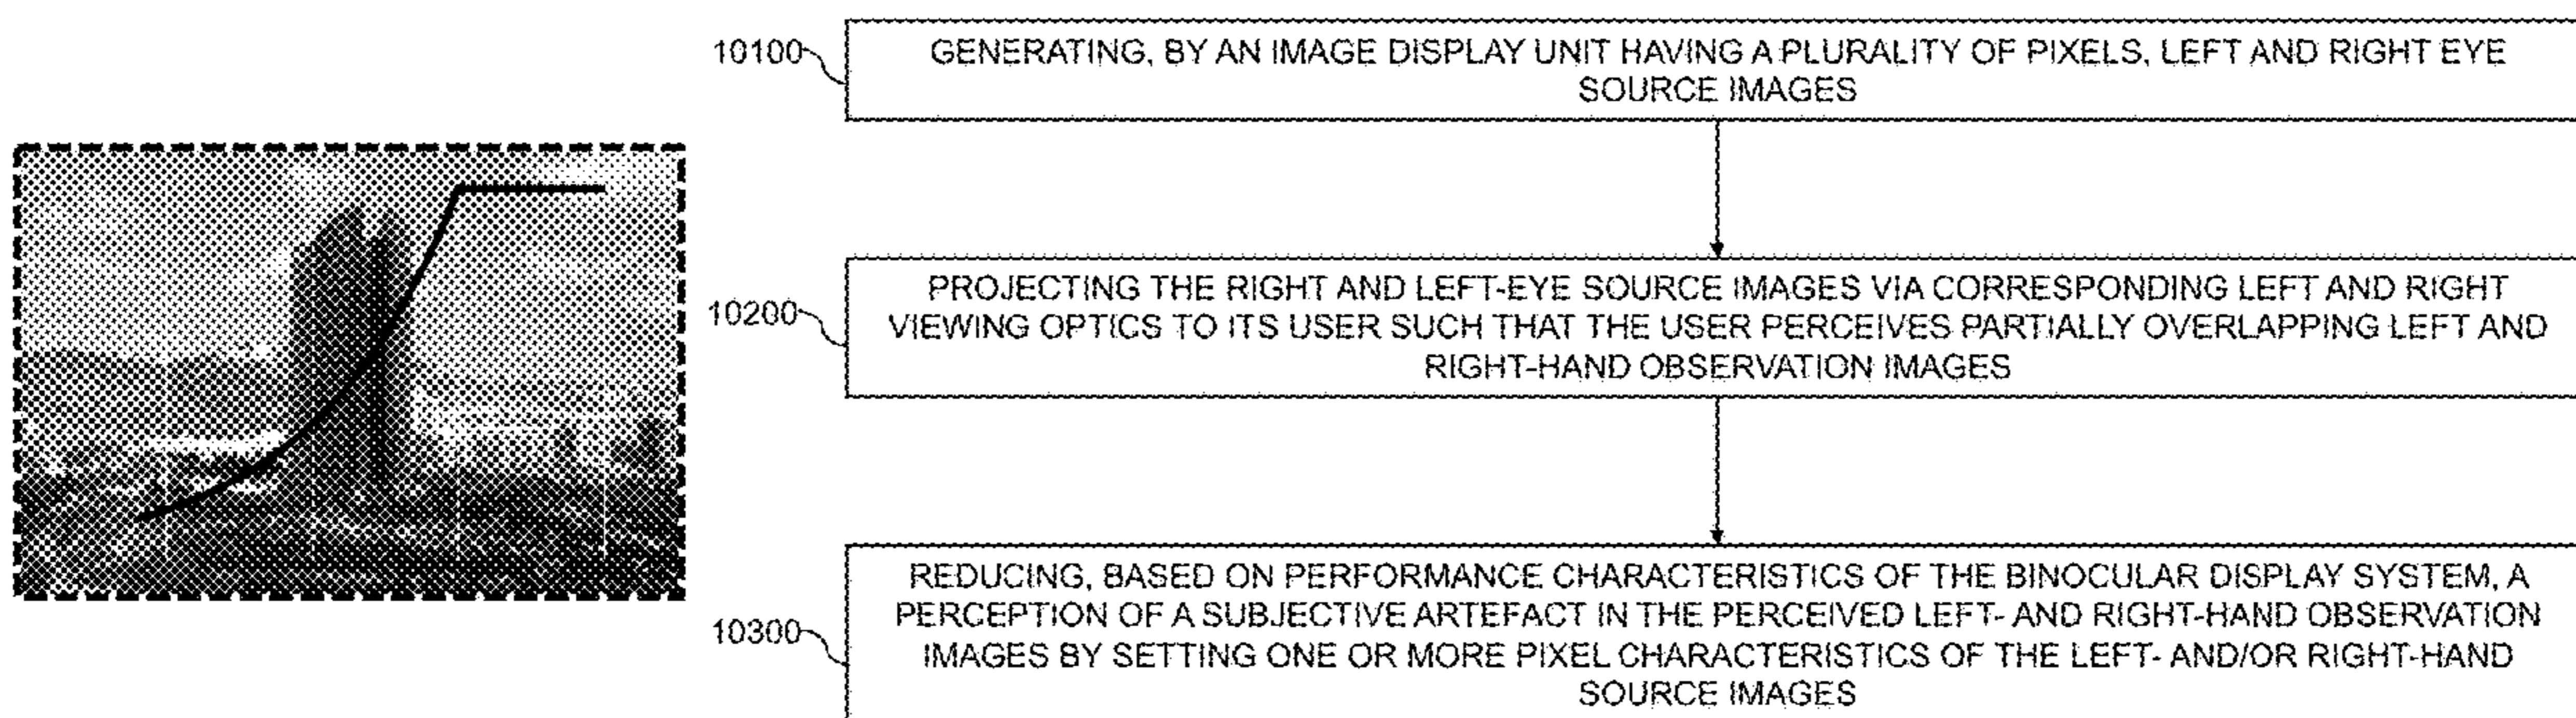 10100
GENERATING, BY AN IMAGE DISPLAY UNIT HAVING A PLURALITY OF PIXELS, LEFT AND RIGHT EYE
SOURCE IMAGES
10200
PROJECTING THE RIGHT AND LEFT-EYE SOURCE IMAGES VIA CORRESPONDING LEFT AND RIGHT
VIEWING OPTICS TO ITS USER SUCH THAT THE USER PERCEIVES PARTIALLY OVERLAPPING LEFT AND
RIGHT-HAND OBSERVATION IMAGES
10300
REDUCING, BASED ON PERFORMANCE CHARACTERISTICS OF THE BINOCULAR DISPLAY SYSTEM, A
PERCEPTION OF A SUBJECTIVE ARTEFACT IN THE PERCEIVED LEFT- AND RIGHT-HAND OBSERVATION
IMAGES BY SETTING ONE OR MORE PIXEL CHARACTERISTICS OF THE LEFT- AND/OR RIGHT-HAND
SOURCE IMAGES